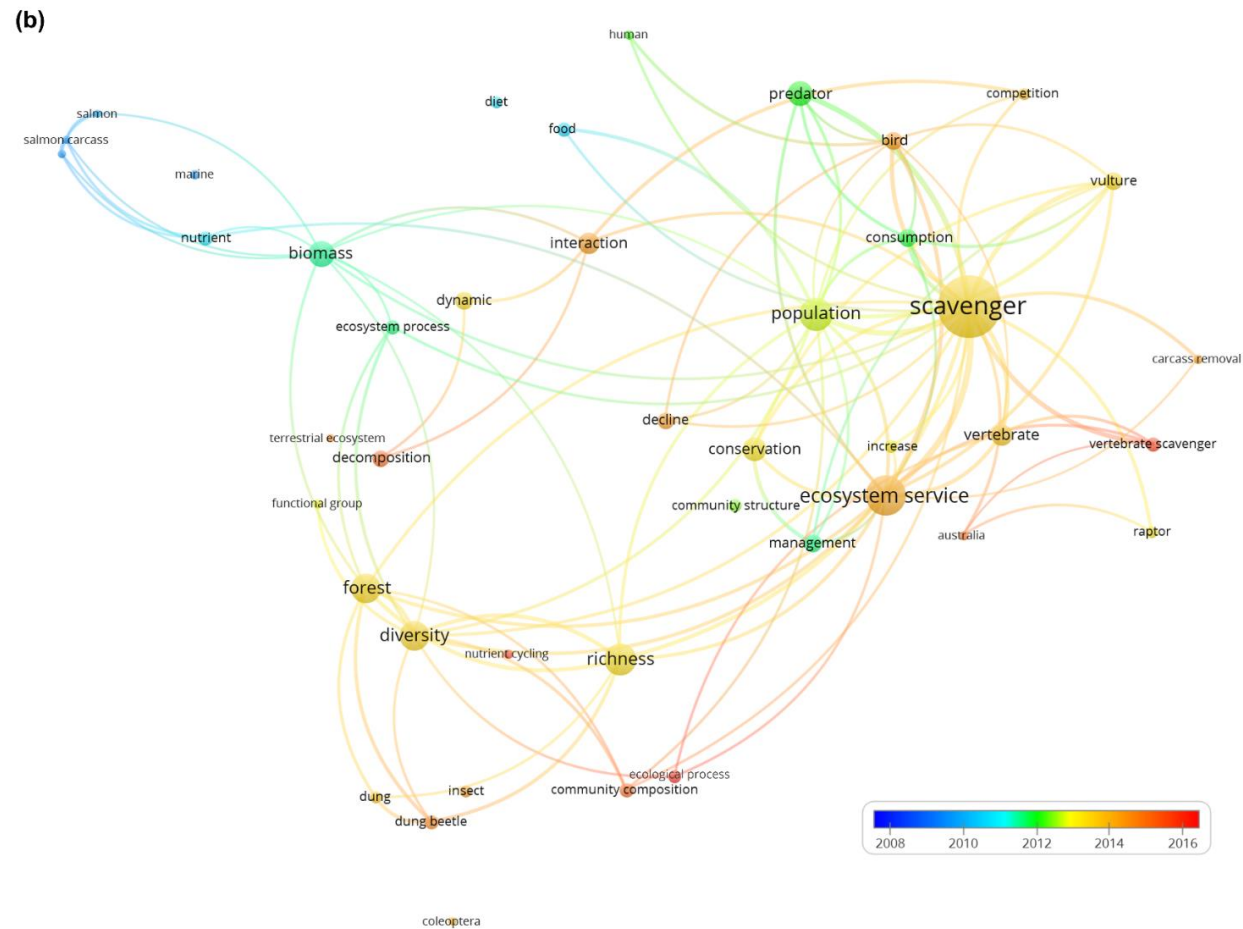 (b)
human
salmon
salmon carcass
marine
nutrient
biomass
diet
food
predator
competition
bird
vulture
consumption
interaction
dynamic
ecosystem process
population
scavenger
carcass removal
terrestrial ecosystem
decomposition
functional group
decline
conservation
increase
vertebrate
vertebrate scavenger
community structure
ecosystem service
management
australia
raptor
forest
diversity
nutrient cycling
richness
ecological process
community composition
dung
insect
dung beetle
coleoptera
2008 2010 2012 2014 2016